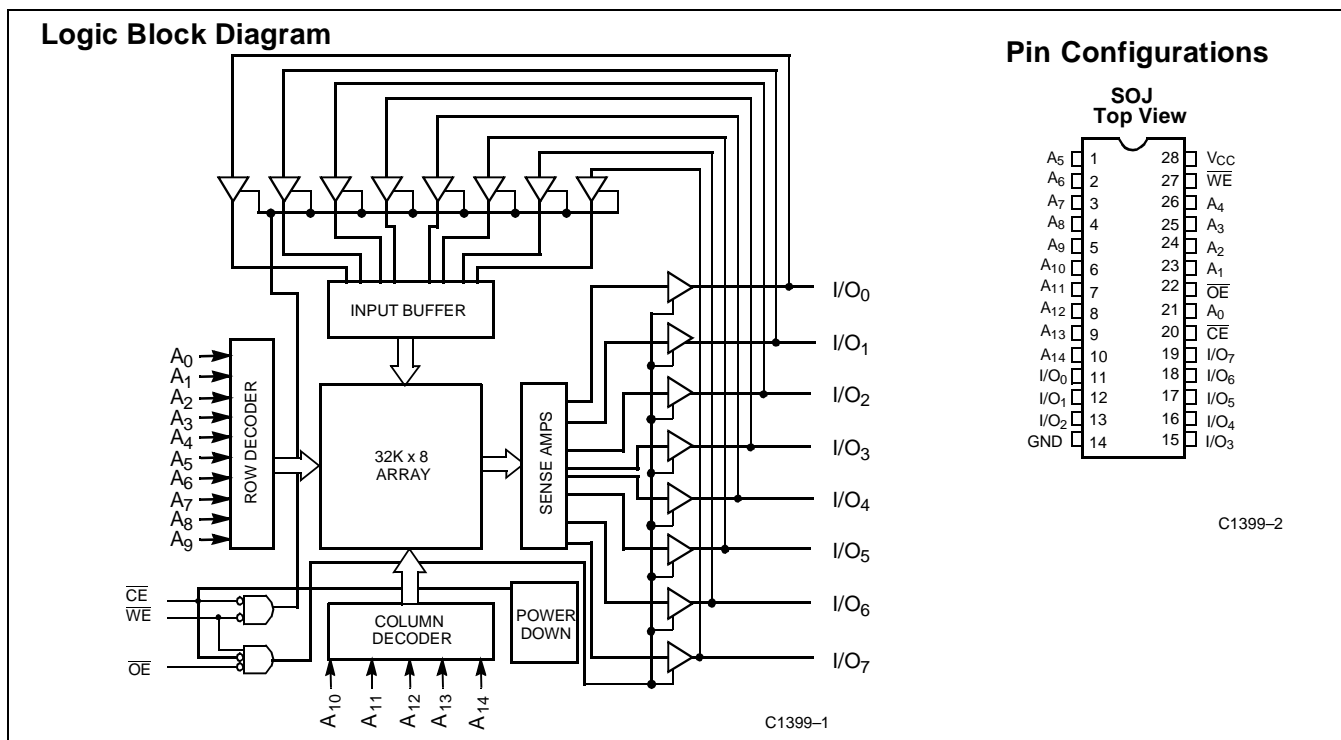 Logic Block Diagram
Pin Configurations
SOJ
Top View
INPUT BUFFER
A0
A1
A2
A3
A4
A5
A6
A7
A8
A9
ROW DECODER
32K x 8
ARRAY
SENSE AMPS
I/O0
I/O1
I/O2
I/O3
I/O4
I/O5
I/O6
I/O7
CE
WE
OE
COLUMN
DECODER
POWER
DOWN
A10
A11
A12
A13
A14
C1399–1
A5 1 28 VCC
A6 2 27 WE
A7 3 26 A4
A8 4 25 A3
A9 5 24 A2
A10 6 23 A1
A11 7 22 OE
A12 8 21 A0
A13 9 20 CE
A14 10 19 I/O7
I/O0 11 18 I/O6
I/O1 12 17 I/O5
I/O2 13 16 I/O4
GND 14 15 I/O3
C1399–2